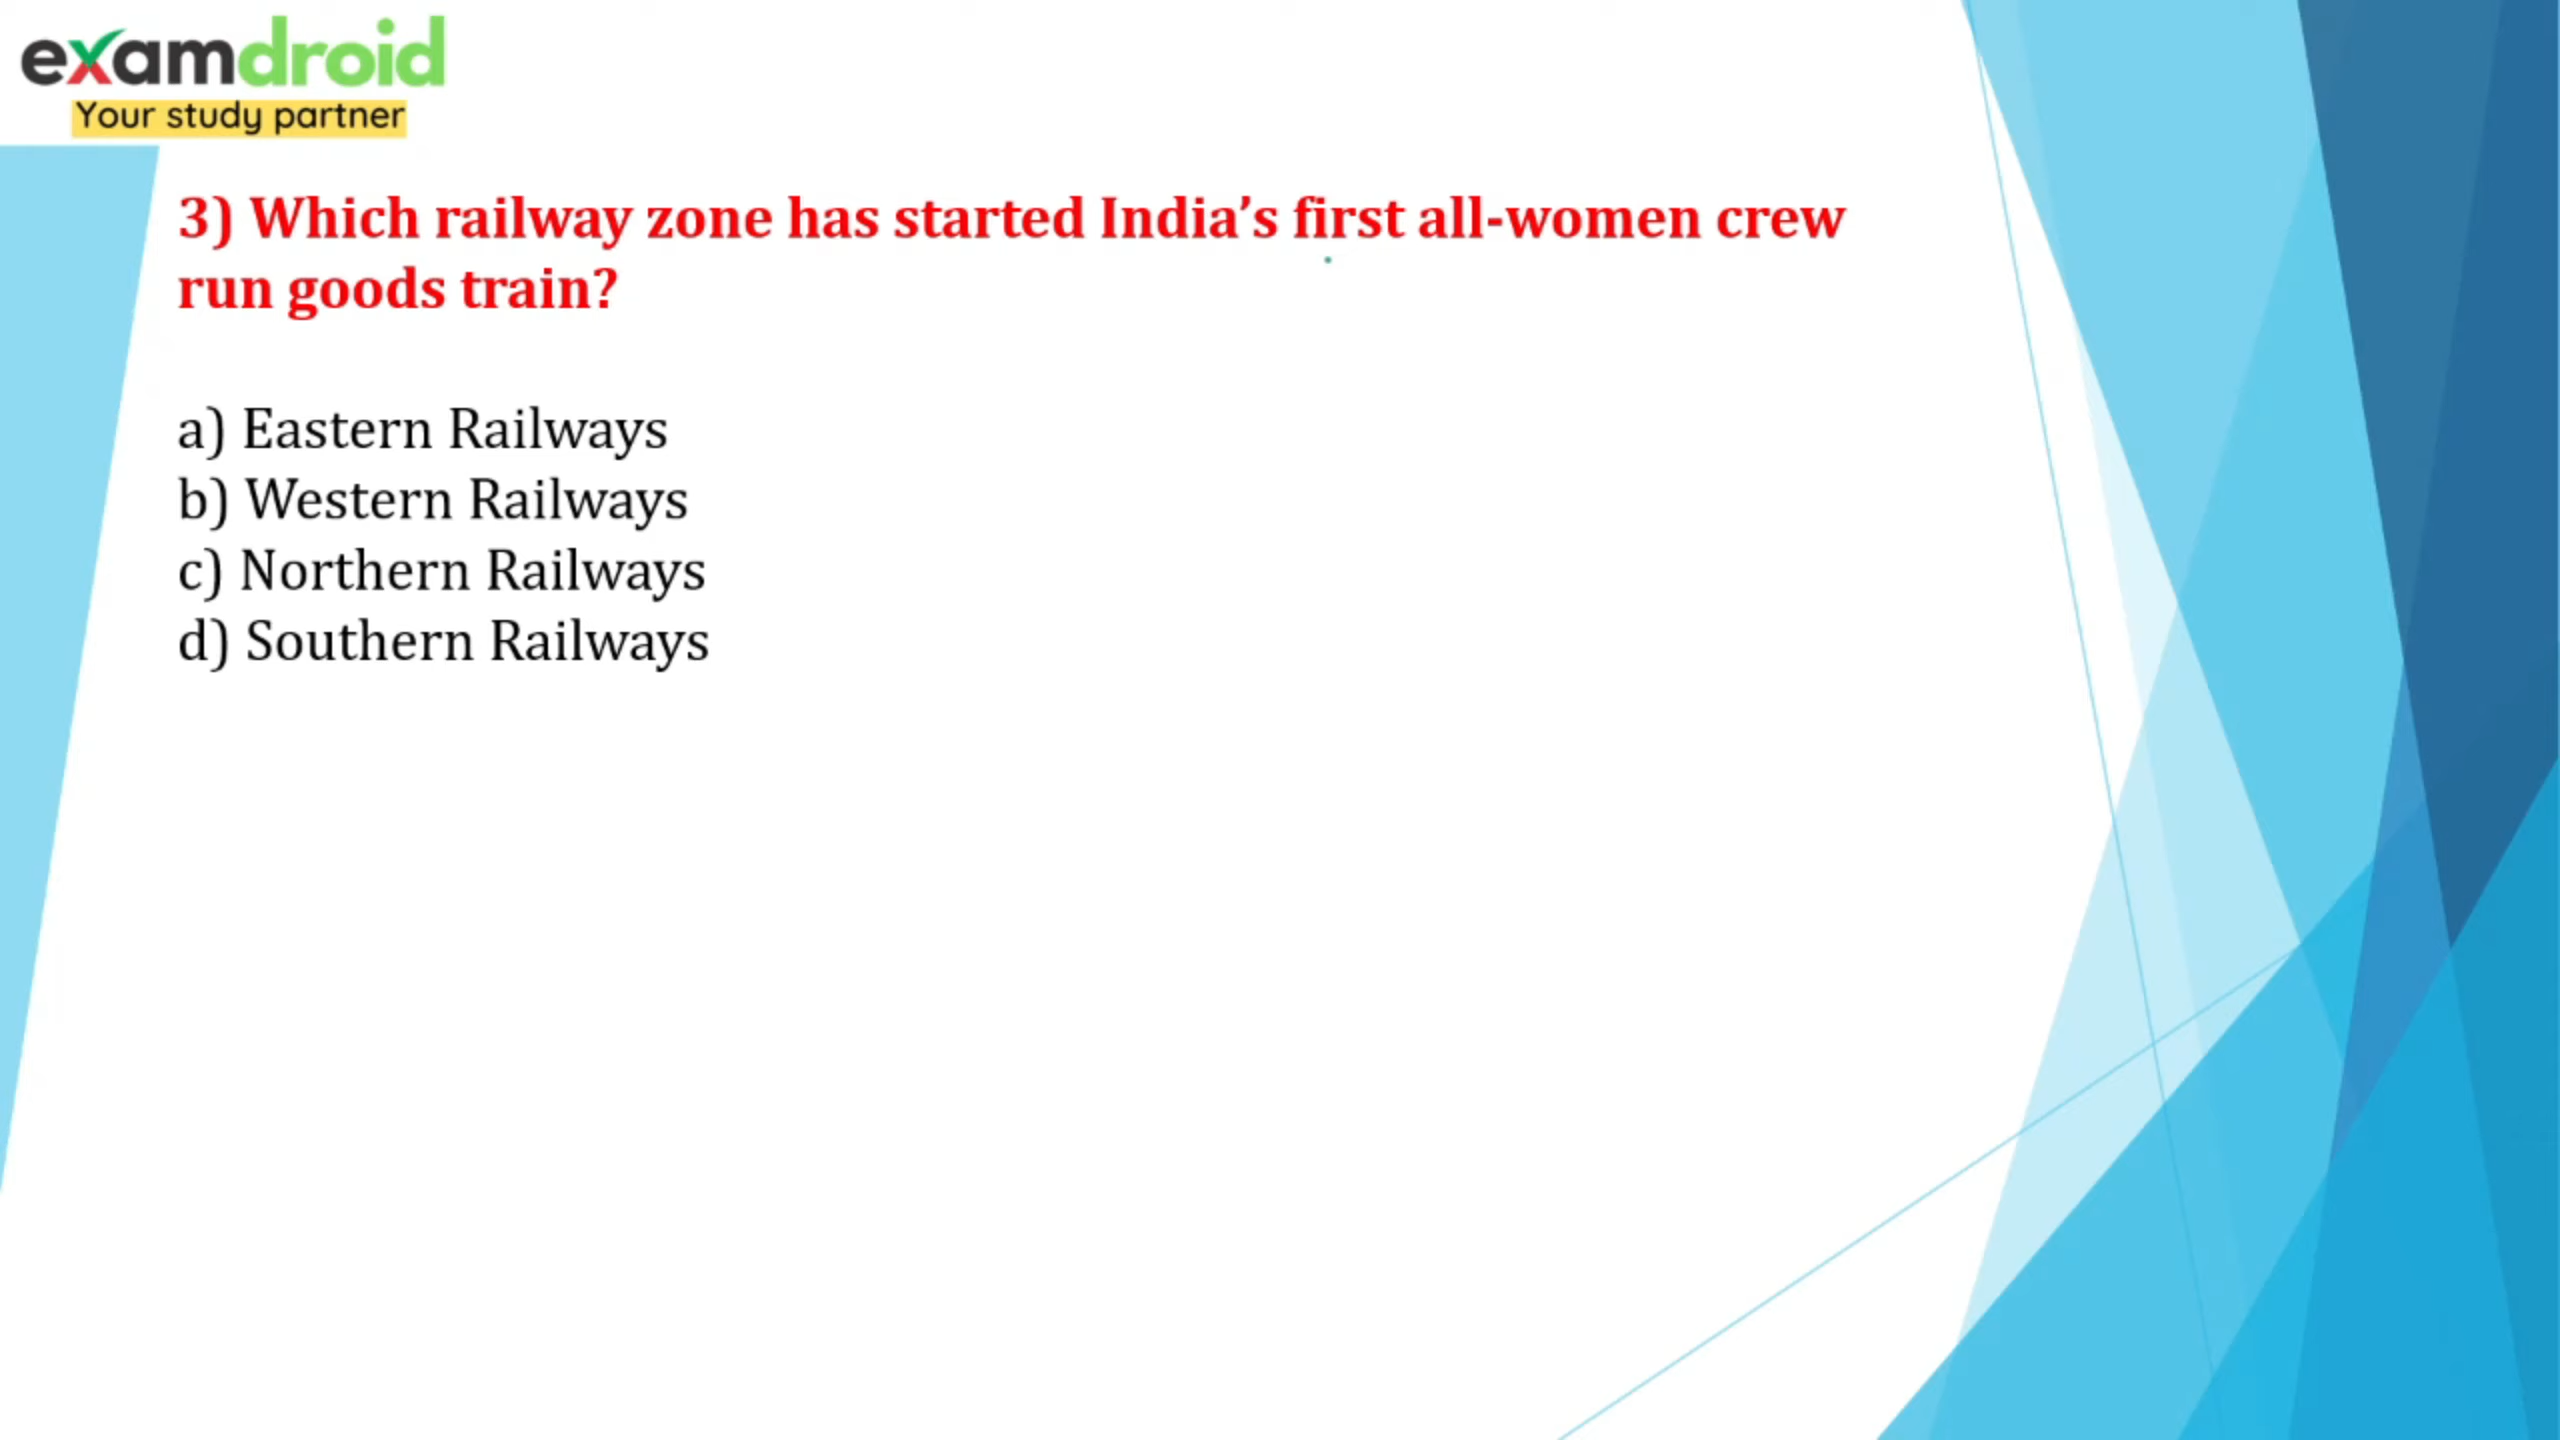 examdroid
Your study partner
3) Which railway zone has started India’s first all-women crew
run goods train?
a) Eastern Railways
b) Western Railways
c) Northern Railways
d) Southern Railways